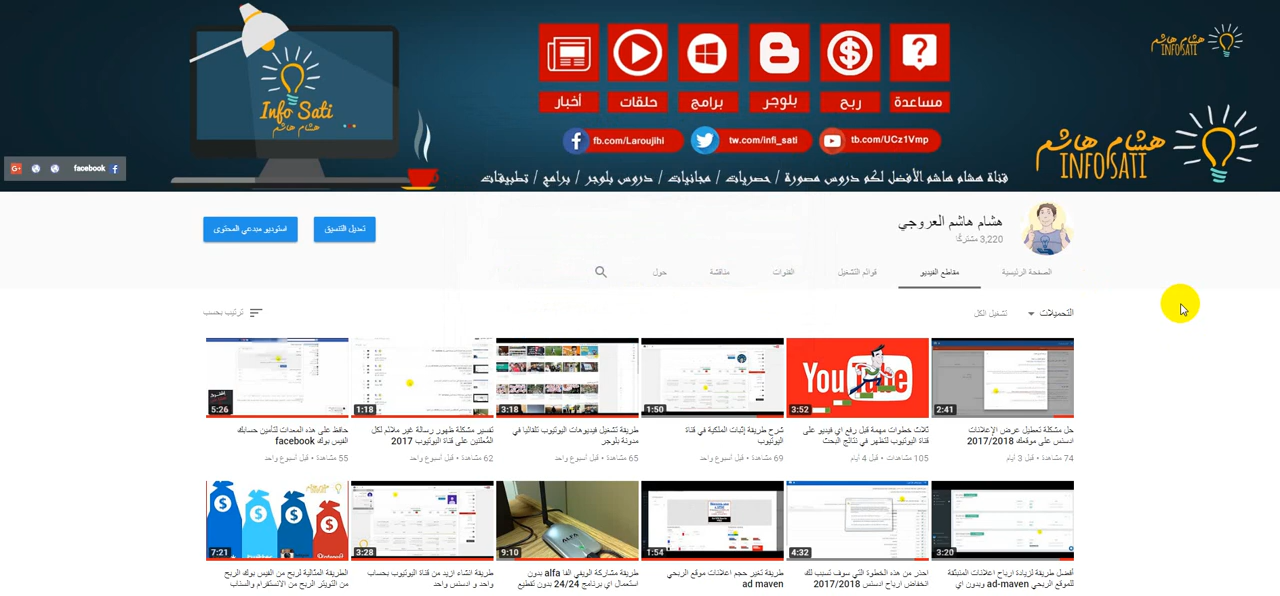 Info Sati
هشام هاشم
أخبار
حلقات
برامج
بلوجر
ربح
مساعدة
fb.com/Laroujihi
tw.com/infi_sati
tb.com/UCz1Vmp
قناة هشام هاشم الأفضل لكم دروس مصورة / حصريات / مجانيات / دروس بلوجر / برامج / تطبيقات
هشام هاشم
INFOSATI
هشام هاشم
INFOSATI
facebook
هشام هاشم العروجي
3,220 مشتركًا
تعديل التنسيق
استوديو مبدعي المحتوى
الصفحة الرئيسية
مقاطع الفيديو
قوائم التشغيل
القنوات
مناقشة
حول
التحميلات
تشغيل الكل
ترتيب بحسب
2:41
حل مشكلة تعطيل عرض الإعلانات
ادسنس على موقعك 2017/2018
74 مشاهدة • قبل 3 أيام
You Tube
3:52
ثلاث خطوات مهمة قبل رفع اي فيديو على
قناة اليوتيوب لتظهر في نتائج البحث
105 مشاهدات • قبل 4 أيام
1:50
شرح طريقة إثبات الملكية في قناة
اليوتيوب
69 مشاهدة • قبل أسبوع واحد
3:18
طريقة تشغيل فيديوهات اليوتيوب تلقائيا في
مدونة بلوجر
65 مشاهدة • قبل أسبوع واحد
1:18
تفسير مشكلة ظهور رسالة غير ملائم لكل
المُعلنين على قناة اليوتيوب 2017
62 مشاهدة • قبل أسبوع واحد
5:26
حافظ على هذه المعدات لتأمين حسابك
الفيس بوك facebook
55 مشاهدة • قبل أسبوع واحد
3:20
أفضل طريقة لزيادة ارباح اعلانات المنبثقة
للموقع الربحي ad-maven وبدون اي
4:32
احذر من هذه الخطوة التي سوف تسبب لك
انخفاض ارباح ادسنس 2017/2018
1:54
طريقة تغير حجم اعلانات موقع الربحي
ad maven
ALFA
9:10
طريقة مشاركة الويفي الفا alfa بدون
استعمال اي برنامج 24/24 بدون تقطيع
3:28
طريقة انشاء ازيد من قناة اليوتيوب بحساب
واحد و ادسنس واحد
7:21
الطريقة المثالية لربح من الفيس بوك الربح
من التويتر الربح من الانستكرام والسناب